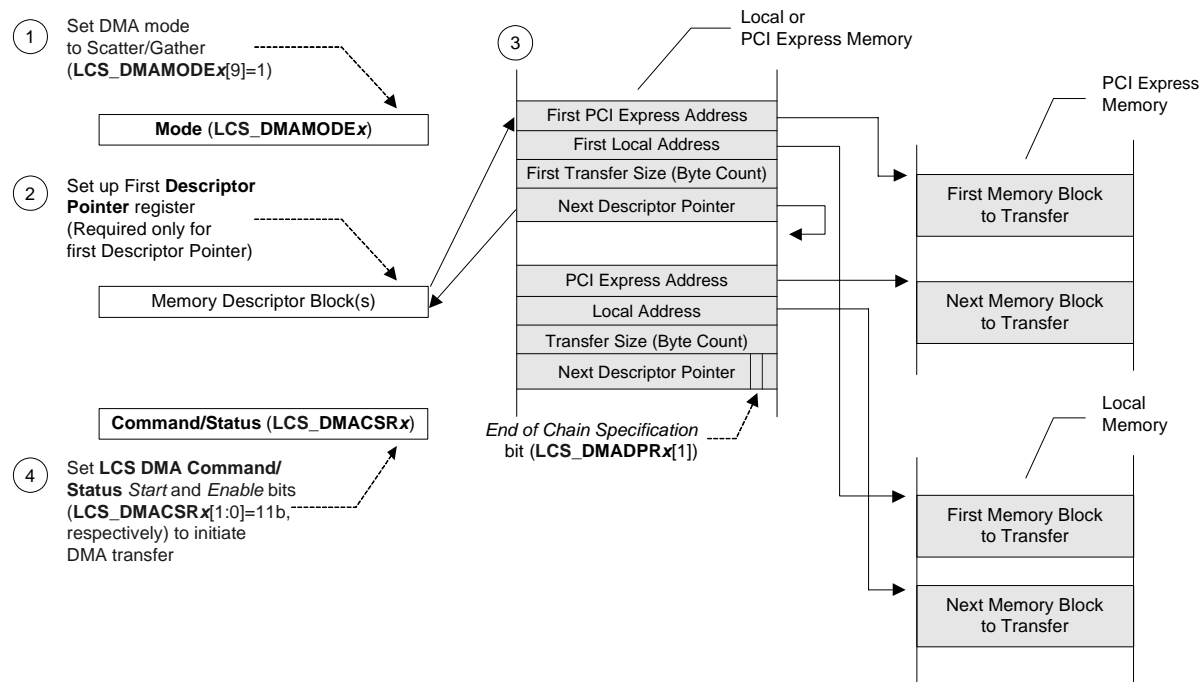 1
Set DMA mode
to Scatter/Gather
(LCS_DMAMODEx[9]=1)
Mode (LCS_DMAMODEx)
2
Set up First Descriptor
Pointer register
(Required only for
first Descriptor Pointer)
Memory Descriptor Block(s)
Command/Status (LCS_DMACSRx)
4
Set LCS DMA Command/
Status Start and Enable bits
(LCS_DMACSRx[1:0]=11b,
respectively) to initiate
DMA transfer
3
Local or
PCI Express Memory
First PCI Express Address
First Local Address
First Transfer Size (Byte Count)
Next Descriptor Pointer
PCI Express Address
Local Address
Transfer Size (Byte Count)
Next Descriptor Pointer
End of Chain Specification
bit (LCS_DMADPRx[1])
PCI Express
Memory
First Memory Block
to Transfer
Next Memory Block
to Transfer
Local
Memory
First Memory Block
to Transfer
Next Memory Block
to Transfer